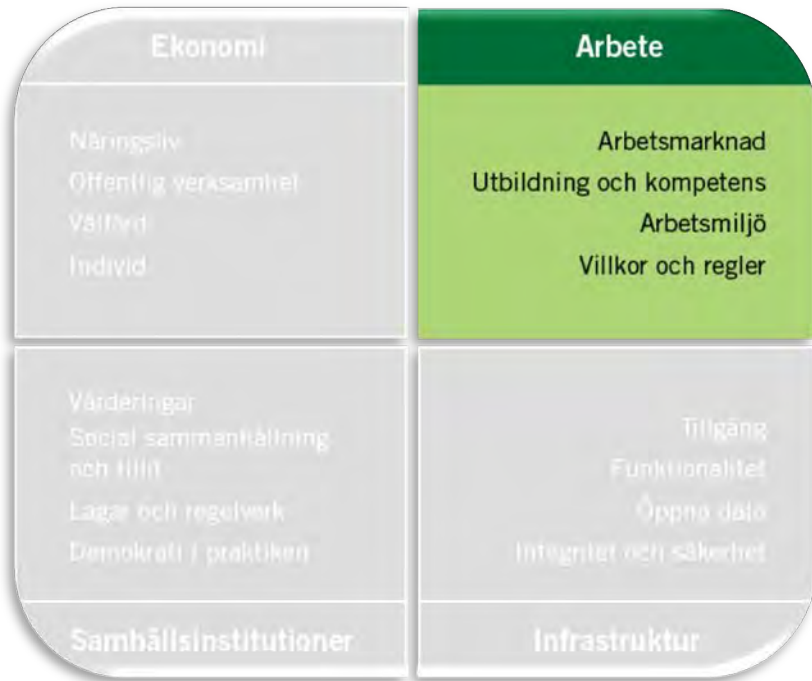 Ekonomi
Näringsliv
Offentlig verksamhet
Välfärd
Individ
Arbete
Arbetsmarknad
Utbildning och kompetens
Arbetsmiljö
Villkor och regler
Värderingar
Social sammanhållning
och tillit
Lagar och regelverk
Demokrati i praktiken
Samhällsinstitutioner
Tillgång
Funktionalitet
Öppna data
Integritet och säkerhet
Infrastruktur